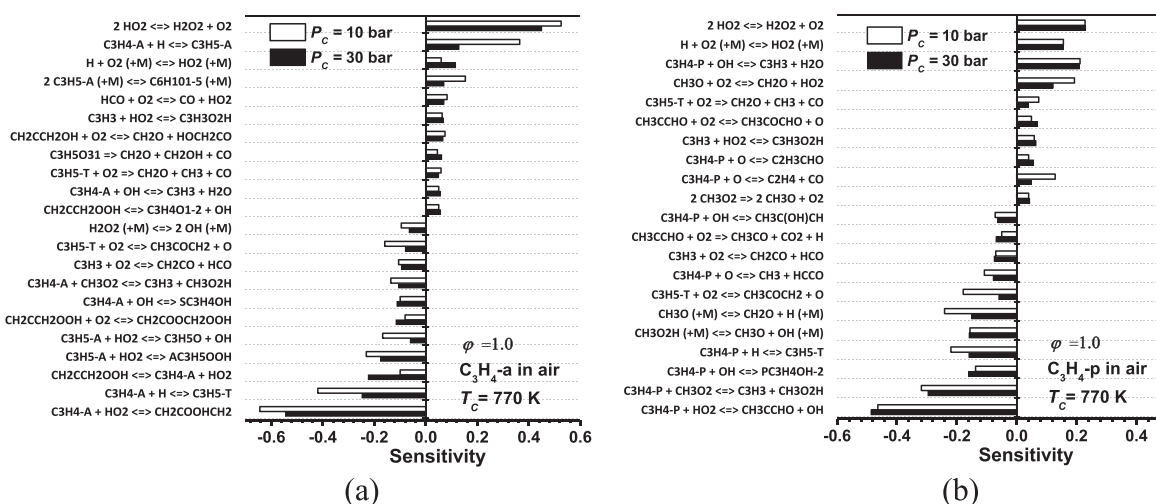 2 HO2 <=> H2O2 + O2
C3H4-A + H <=> C3H5-A
H + O2 (+M) <=> HO2 (+M)
2 C3H5-A (+M) <=> C6H101-5 (+M)
HCO + O2 <=> CO + HO2
C3H3 + HO2 <=> C3H3O2H
CH2CCH2OH + O2 <=> CH2O + HOCH2CO
C3H5O31 => CH2O + CH2OH + CO
C3H5-T + O2 => CH2O + CH3 + CO
C3H4-A + OH <=> C3H3 + H2O
CH2CCH2OOH <=> C3H4O1-2 + OH
H2O2 (+M) <=> 2 OH (+M)
C3H5-T + O2 <=> CH3COCH2 + O
C3H3 + O2 <=> CH2CO + HCO
C3H4-A + CH3O2 <=> C3H3 + CH3O2H
C3H4-A + OH <=> SC3H4OH
CH2CCH2OOH + O2 <=> CH2COOCH2OOH
C3H5-A + HO2 <=> C3H5O + OH
C3H5-A + HO2 <=> AC3H5OOH
CH2CCH2OOH <=> C3H4-A + HO2
C3H4-A + H <=> C3H5-T
C3H4-A + HO2 <=> CH2COOHCH2
P_C = 10 bar
P_C = 30 bar
φ =1.0
C₃H₄-a in air
T_C= 770 K
-0.6 -0.4 -0.2 0.0 0.2 0.4 0.6
Sensitivity
(a)
2 HO2 <=> H2O2 + O2
H + O2 (+M) <=> HO2 (+M)
C3H4-P + OH <=> C3H3 + H2O
CH3O + O2 <=> CH2O + HO2
C3H5-T + O2 => CH2O + CH3 + CO
CH3CCHO + O2 <=> CH3COCHO + O
C3H3 + HO2 <=> C3H3O2H
C3H4-P + O <=> C2H3CHO
C3H4-P + O <=> C2H4 + CO
2 CH3O2 => 2 CH3O + O2
C3H4-P + OH <=> CH3C(OH)CH
CH3CCHO + O2 => CH3CO + CO2 + H
C3H3 + O2 <=> CH2CO + HCO
C3H4-P + O <=> CH3 + HCCO
C3H5-T + O2 <=> CH3COCH2 + O
CH3O (+M) <=> CH2O + H (+M)
CH3O2H (+M) <=> CH3O + OH (+M)
C3H4-P + H <=> C3H5-T
C3H4-P + OH <=> PC3H4OH-2
C3H4-P + CH3O2 <=> C3H3 + CH3O2H
C3H4-P + HO2 <=> CH3CCHO + OH
P_C = 10 bar
P_C = 30 bar
φ =1.0
C₃H₄-p in air
T_C= 770 K
-0.6 -0.4 -0.2 0.0 0.2 0.4
Sensitivity
(b)